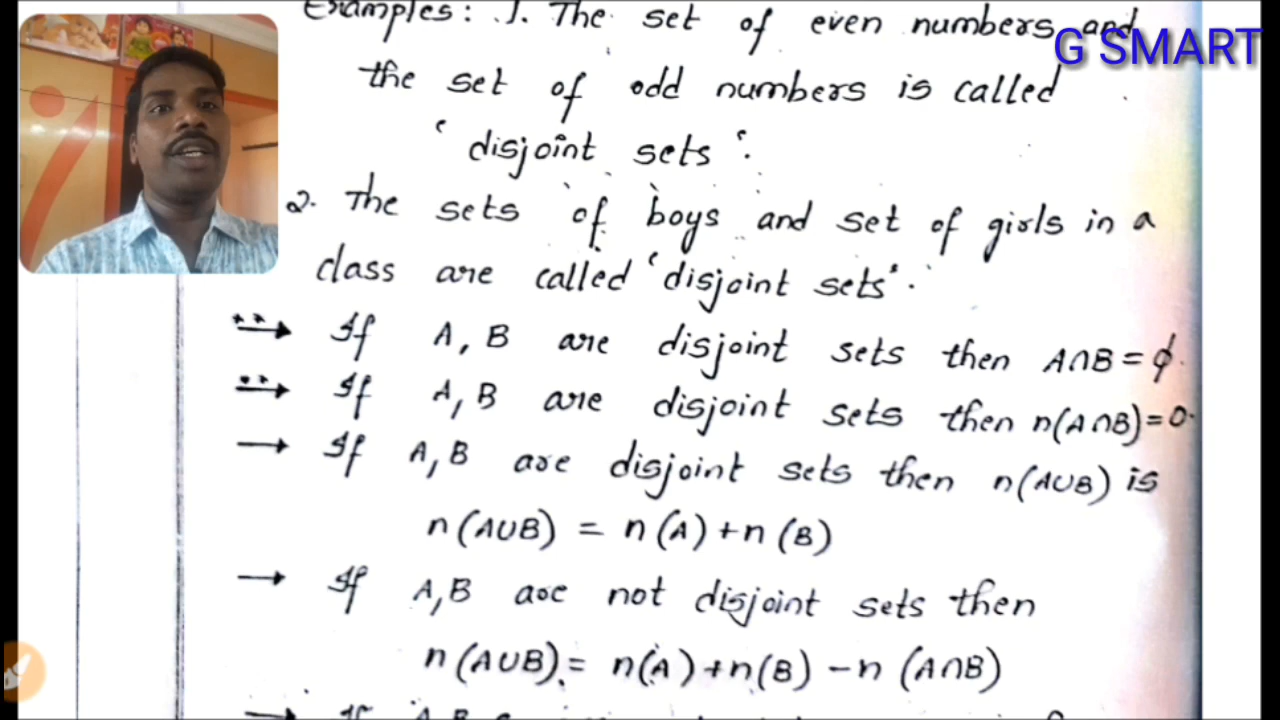 Examples: 1. The set of even numbers and
G SMART
the set of odd numbers is called
'disjoint sets'.
2. The sets of boys and set of girls in a
class are called 'disjoint sets'.
→ If A, B are disjoint sets then A∩B = ϕ.
→ If A, B are disjoint sets then n(A∩B)=0.
→ If A, B are disjoint sets then n(A∪B) is
n(A∪B) = n(A)+n(B)
→ If A,B are not disjoint sets then
n(A∪B) = n(A)+n(B) -n (A∩B)